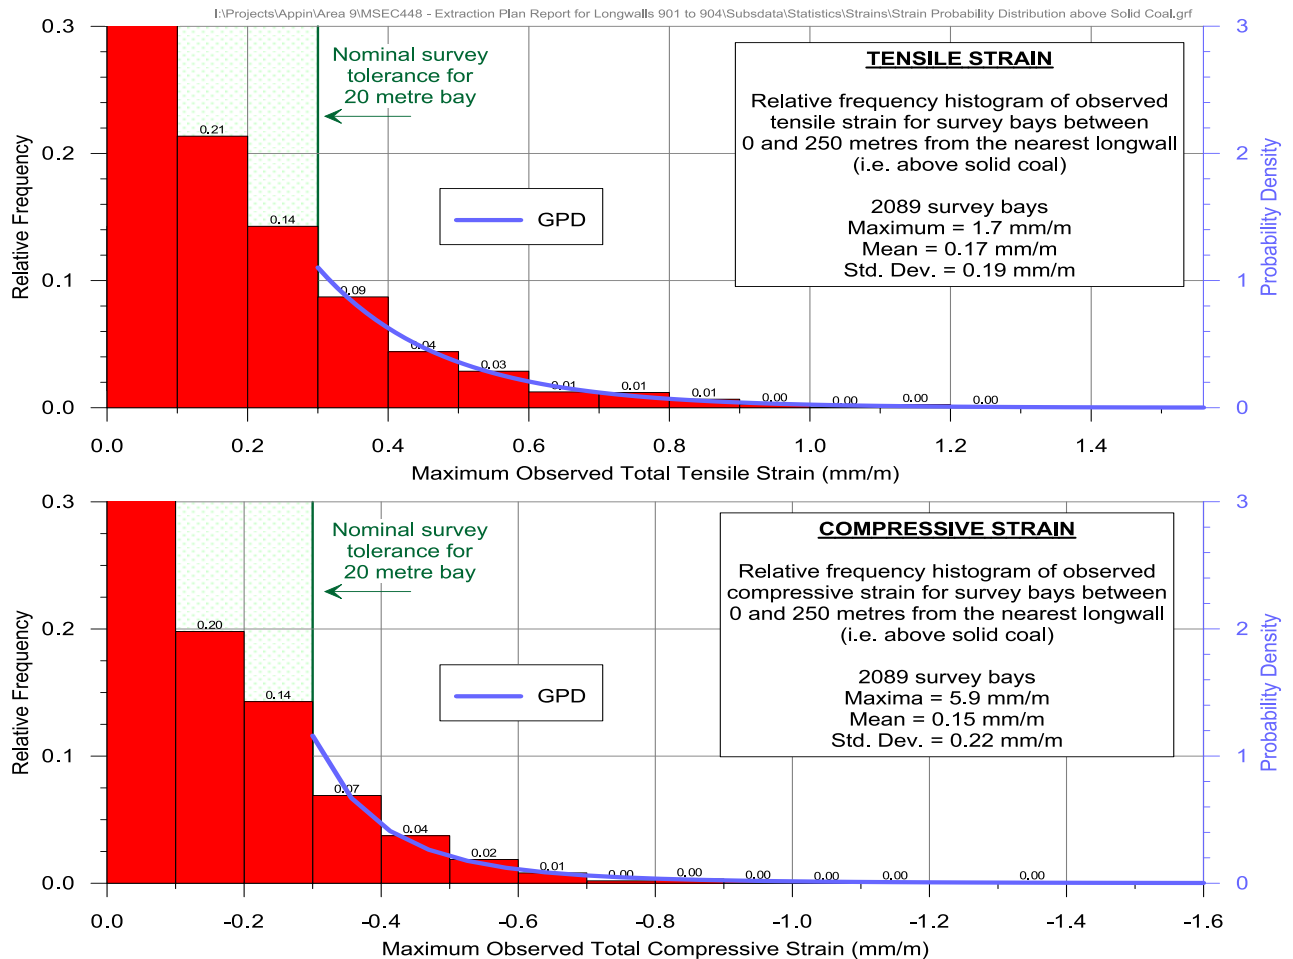 I:\Projects\Appin\Area 9\MSEC448 - Extraction Plan Report for Longwalls 901 to 904\Subsdata\Statistics\Strains\Strain Probability Distribution above Solid Coal.grf
0.3
0.2
0.1
0.0
Relative Frequency
Nominal survey
tolerance for
20 metre bay
0.21
0.14
0.09
0.04
0.03
0.01
0.01
0.01
0.00
0.00
0.00
0.00
GPD
TENSILE STRAIN
Relative frequency histogram of observed
tensile strain for survey bays between
0 and 250 metres from the nearest longwall
(i.e. above solid coal)
2089 survey bays
Maximum = 1.7 mm/m
Mean = 0.17 mm/m
Std. Dev. = 0.19 mm/m
3
2
1
0
Probability Density
0.0 0.2 0.4 0.6 0.8 1.0 1.2 1.4
Maximum Observed Total Tensile Strain (mm/m)
0.3
0.2
0.1
0.0
Relative Frequency
Nominal survey
tolerance for
20 metre bay
0.20
0.14
0.07
0.04
0.02
0.01
0.00
0.00
0.00
0.00
0.00
0.00
GPD
COMPRESSIVE STRAIN
Relative frequency histogram of observed
compressive strain for survey bays between
0 and 250 metres from the nearest longwall
(i.e. above solid coal)
2089 survey bays
Maxima = 5.9 mm/m
Mean = 0.15 mm/m
Std. Dev. = 0.22 mm/m
3
2
1
0
Probability Density
0.0 -0.2 -0.4 -0.6 -0.8 -1.0 -1.2 -1.4 -1.6
Maximum Observed Total Compressive Strain (mm/m)